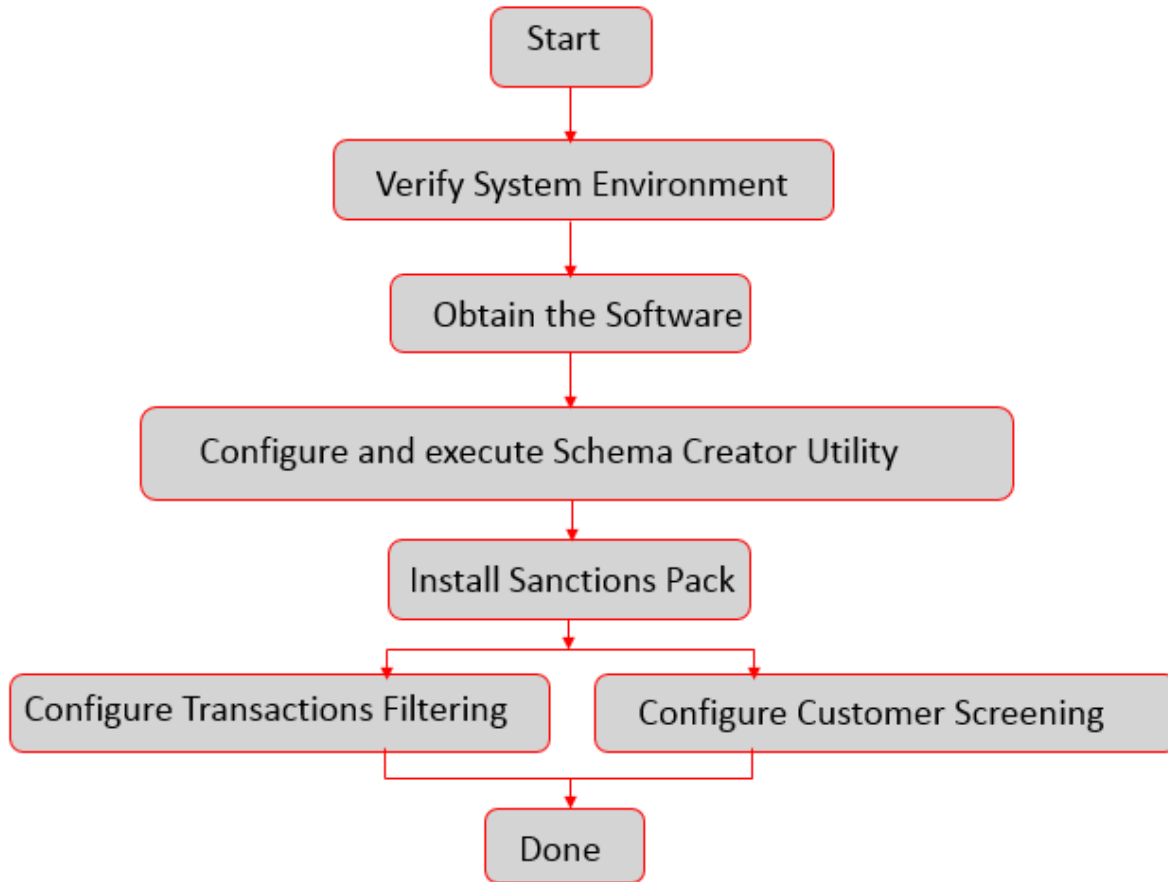 Start
Verify System Environment
Obtain the Software
Configure and execute Schema Creator Utility
Install Sanctions Pack
Configure Transactions Filtering
Configure Customer Screening
Done